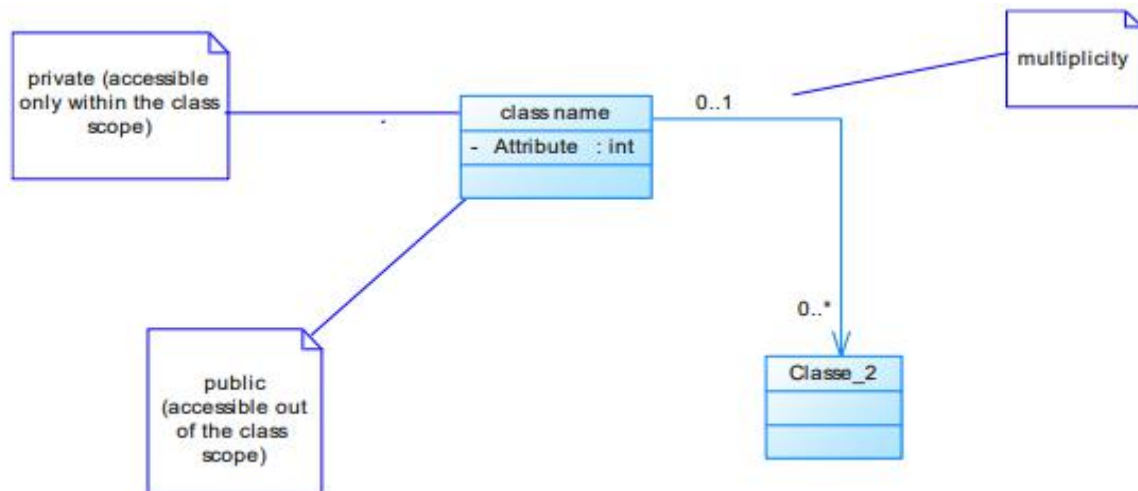 private (accessible
only within the class
scope)
class name
- Attribute : int
0..1
multiplicity
0..*
Classe_2
public
(accessible out
of the class
scope)